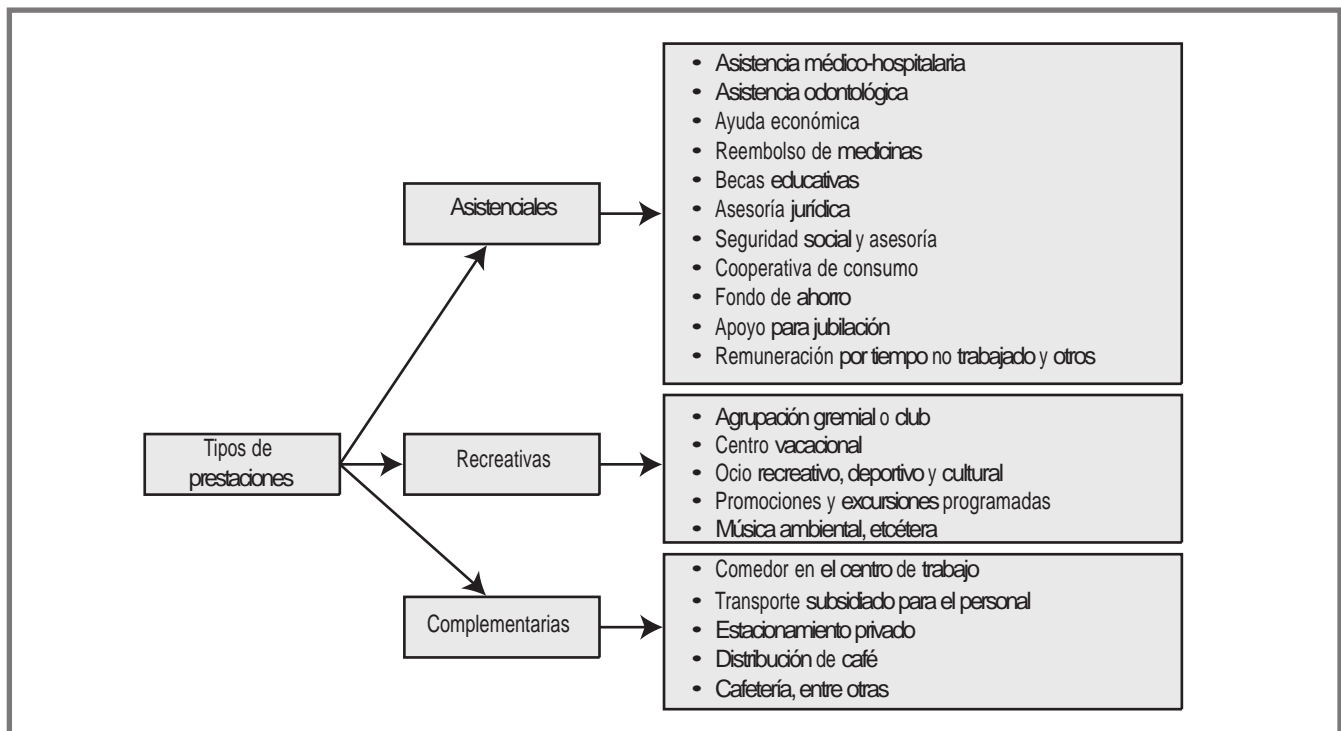 Tipos de
prestaciones
Asistenciales
• Asistencia médico-hospitalaria
• Asistencia odontológica
• Ayuda económica
• Reembolso de medicinas
• Becas educativas
• Asesoría jurídica
• Seguridad social y asesoría
• Cooperativa de consumo
• Fondo de ahorro
• Apoyo para jubilación
• Remuneración por tiempo no trabajado y otros
Recreativas
• Agrupación gremial o club
• Centro vacacional
• Ocio recreativo, deportivo y cultural
• Promociones y excursiones programadas
• Música ambiental, etcétera
Complementarias
• Comedor en el centro de trabajo
• Transporte subsidiado para el personal
• Estacionamiento privado
• Distribución de café
• Cafetería, entre otras